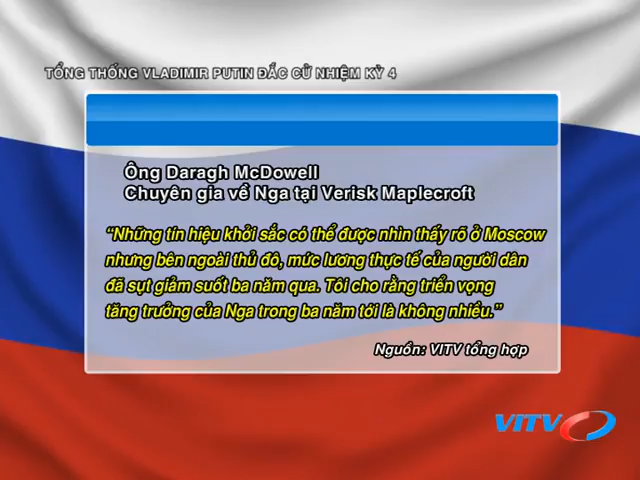 TỔNG THỐNG VLADIMIR PUTIN ĐẮC CỬ NHIỆM KỲ 4
Ông Daragh McDowell
Chuyên gia về Nga tại Verisk Maplecroft
“Những tín hiệu khởi sắc có thể được nhìn thấy rõ ở Moscow
nhưng bên ngoài thủ đô, mức lương thực tế của người dân
đã sụt giảm suốt ba năm qua. Tôi cho rằng triển vọng
tăng trưởng của Nga trong ba năm tới là không nhiều.”
Nguồn: VITV tổng hợp
VITV